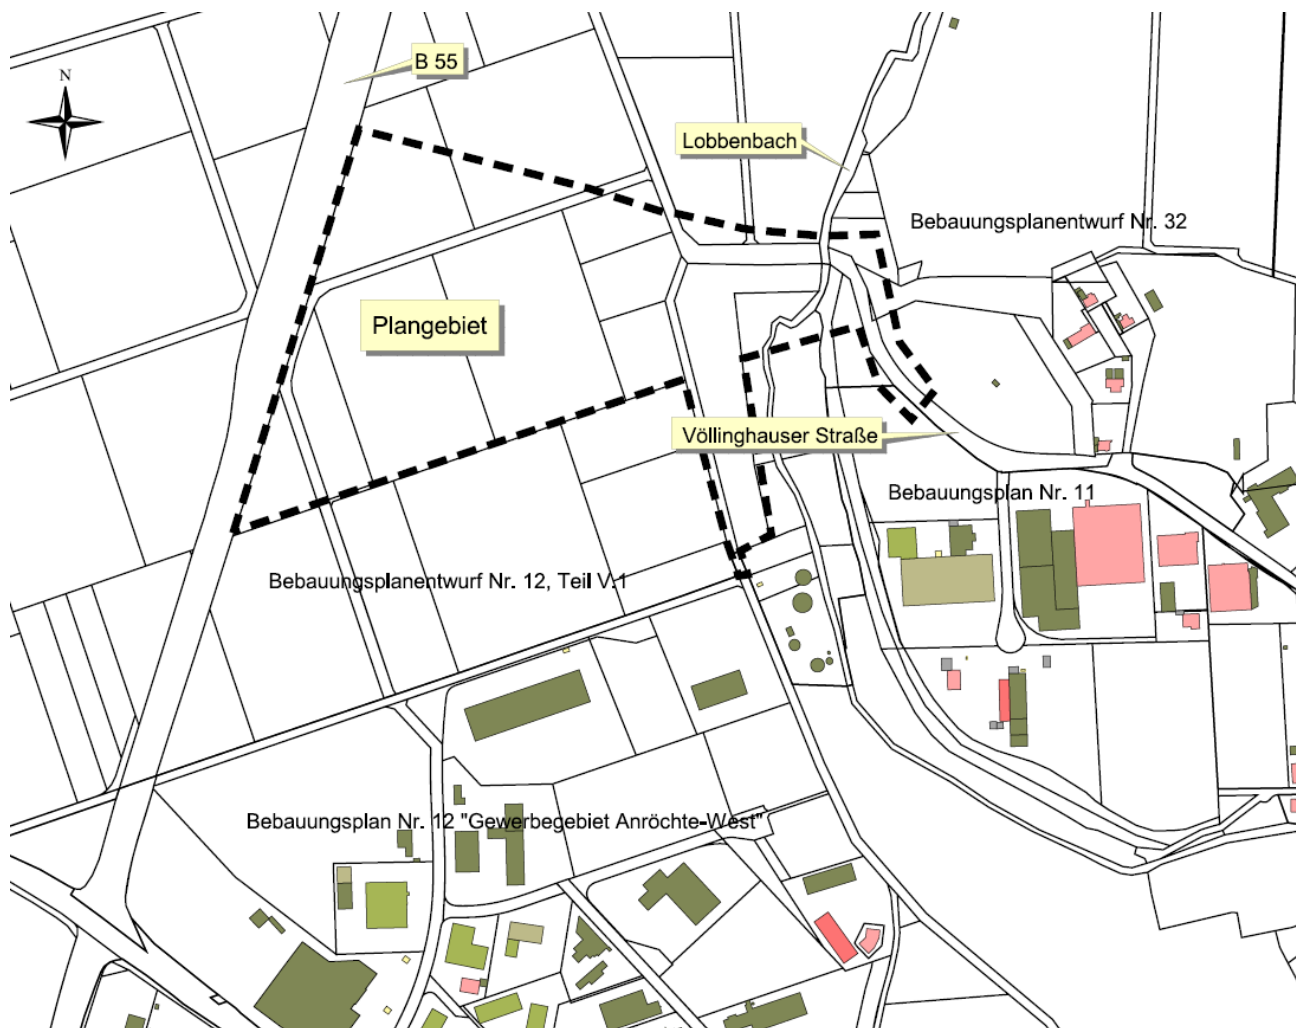 B 55
N
Lobbenbach
Bebauungsplanentwurf Nr. 32
Plangebiet
Völlinghauser Straße
Bebauungsplan Nr. 11
Bebauungsplanentwurf Nr. 12, Teil V.1
Bebauungsplan Nr. 12 "Gewerbegebiet Anröchte-West"